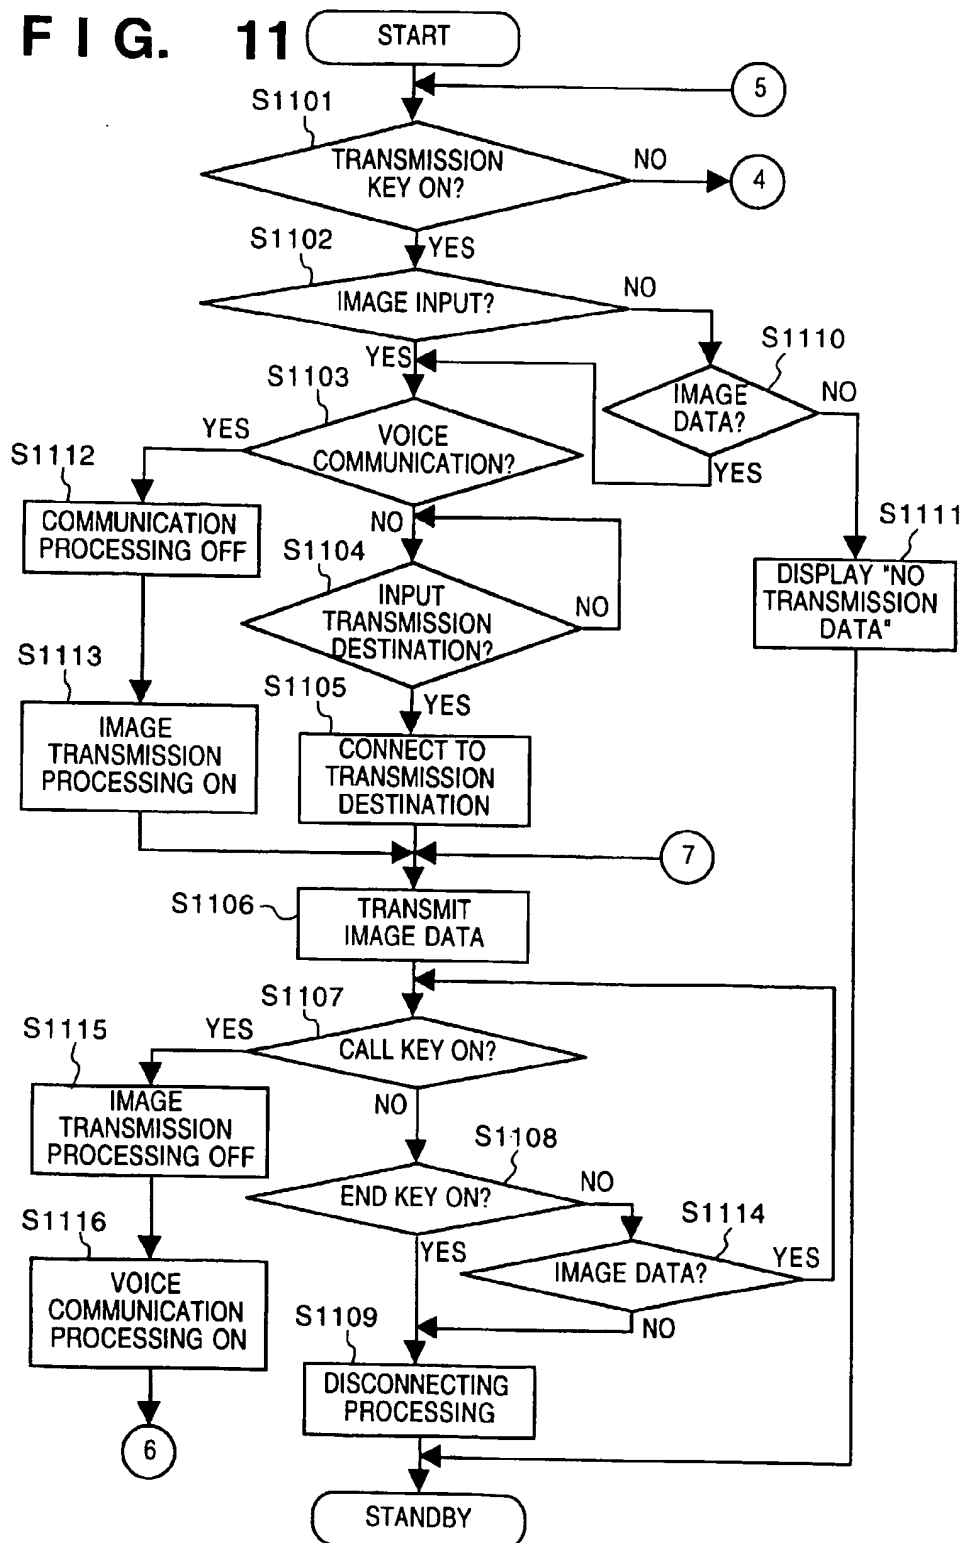 FIG. 11
START
5
S1101
TRANSMISSION
KEY ON?
NO
4
YES
S1102
IMAGE INPUT?
NO
YES
S1110
IMAGE
DATA?
NO
YES
S1103
VOICE
COMMUNICATION?
YES
NO
S1112
COMMUNICATION
PROCESSING OFF
S1104
INPUT
TRANSMISSION
DESTINATION?
NO
YES
S1111
DISPLAY "NO
TRANSMISSION
DATA"
S1113
IMAGE
TRANSMISSION
PROCESSING ON
S1105
CONNECT TO
TRANSMISSION
DESTINATION
7
S1106
TRANSMIT
IMAGE DATA
S1107
CALL KEY ON?
YES
NO
S1115
IMAGE
TRANSMISSION
PROCESSING OFF
S1108
END KEY ON?
NO
YES
S1114
IMAGE DATA?
YES
NO
S1116
VOICE
COMMUNICATION
PROCESSING ON
6
S1109
DISCONNECTING
PROCESSING
STANDBY